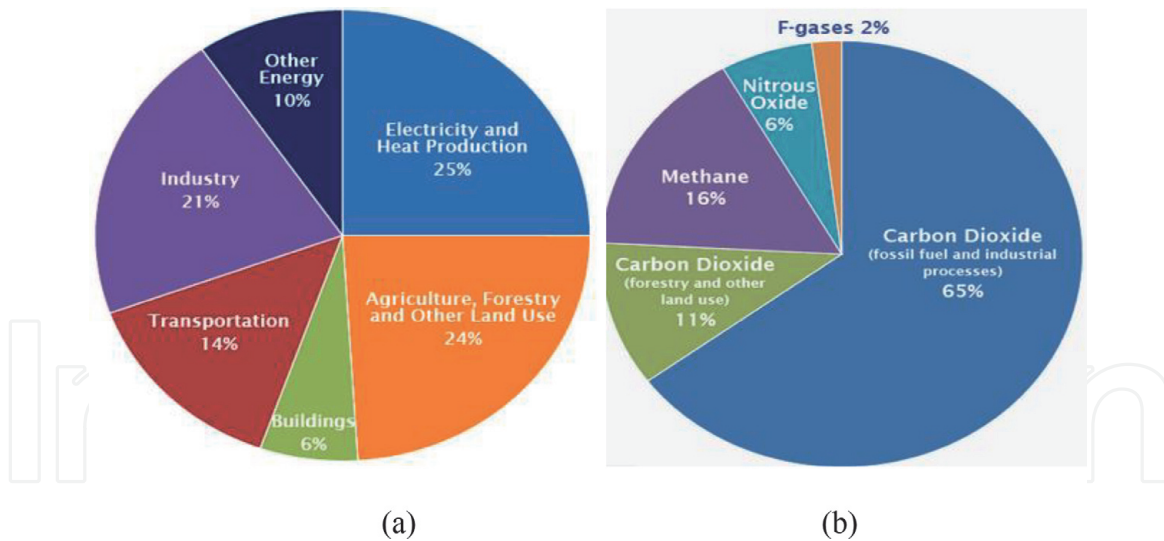 Other
Energy
10%
Electricity and
Heat Production
25%
Industry
21%
Agriculture, Forestry
and Other Land Use
24%
Transportation
14%
Buildings
6%
(a)
F-gases 2%
Nitrous
Oxide
6%
Methane
16%
Carbon Dioxide
(fossil fuel and industrial
processes)
65%
Carbon Dioxide
(forestry and other
land use)
11%
(b)